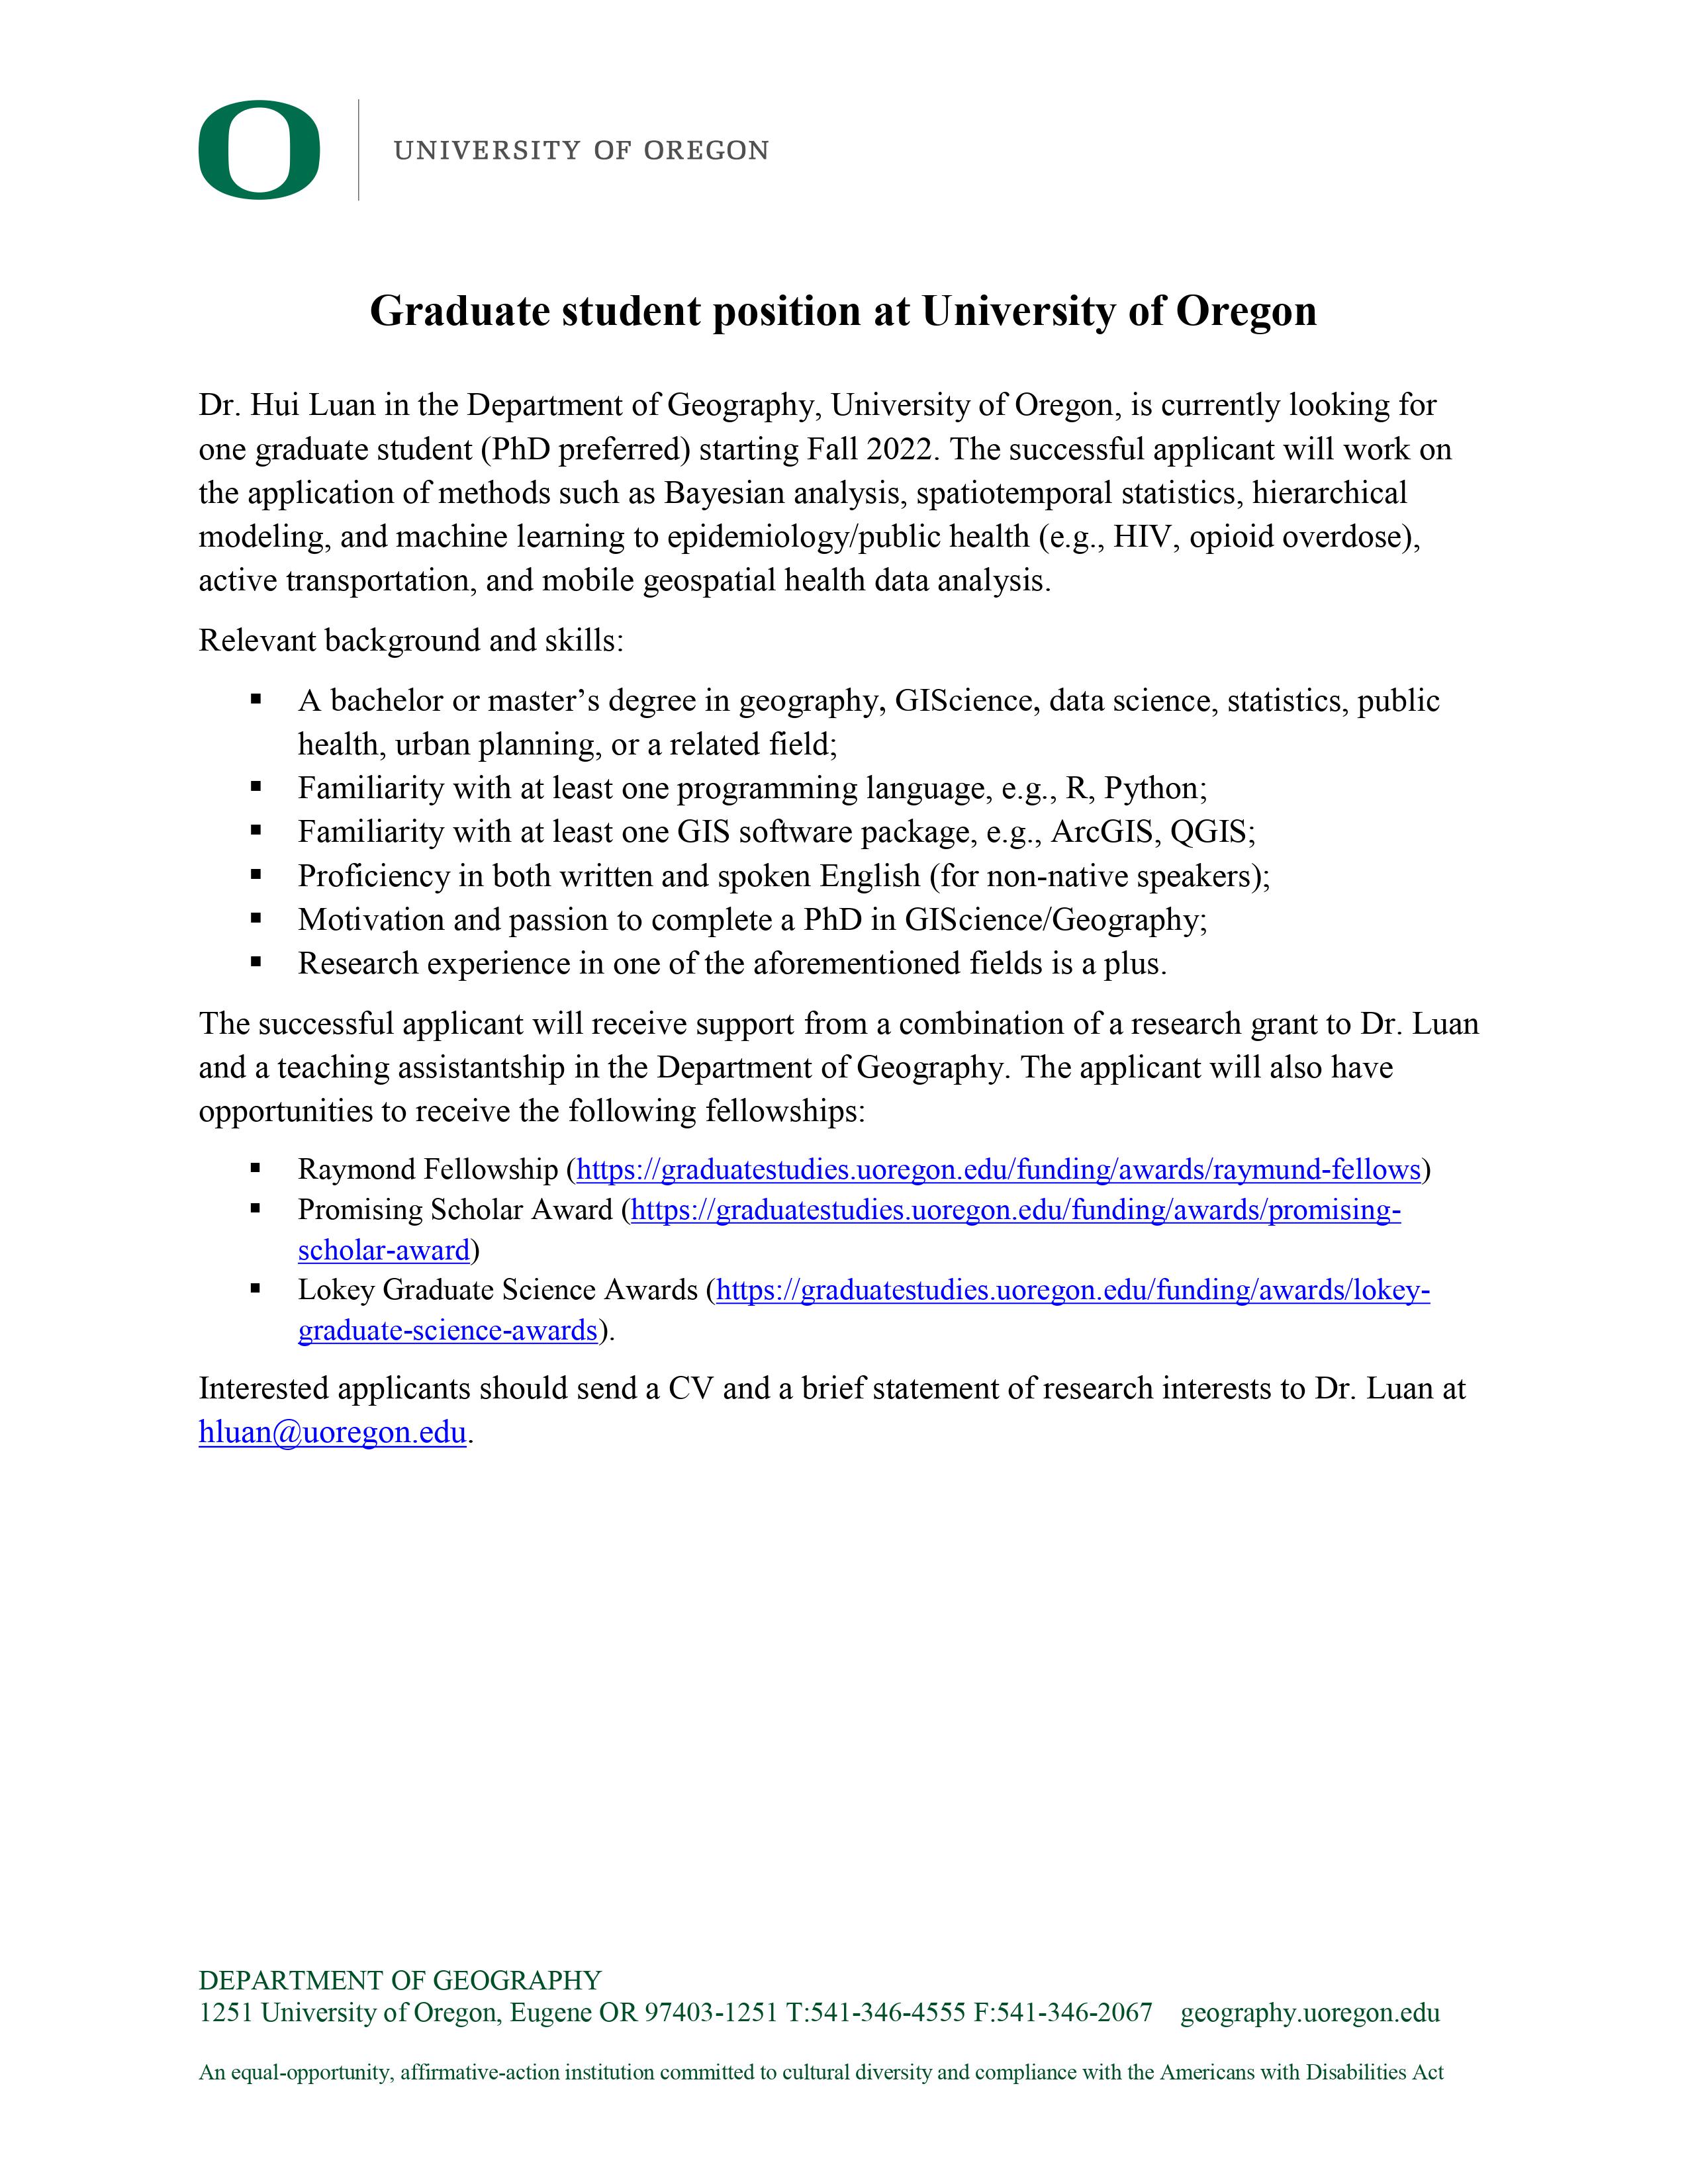 O
UNIVERSITY OF OREGON
Graduate student position at University of Oregon
Dr. Hui Luan in the Department of Geography, University of Oregon, is currently looking for
one graduate student (PhD preferred) starting Fall 2022. The successful applicant will work on
the application of methods such as Bayesian analysis, spatiotemporal statistics, hierarchical
modeling, and machine learning to epidemiology/public health (e.g., HIV, opioid overdose),
active transportation, and mobile geospatial health data analysis.
Relevant background and skills:
▪ A bachelor or master’s degree in geography, GIScience, data science, statistics, public
health, urban planning, or a related field;
▪ Familiarity with at least one programming language, e.g., R, Python;
▪ Familiarity with at least one GIS software package, e.g., ArcGIS, QGIS;
▪ Proficiency in both written and spoken English (for non-native speakers);
▪ Motivation and passion to complete a PhD in GIScience/Geography;
▪ Research experience in one of the aforementioned fields is a plus.
The successful applicant will receive support from a combination of a research grant to Dr. Luan
and a teaching assistantship in the Department of Geography. The applicant will also have
opportunities to receive the following fellowships:
▪ Raymond Fellowship (https://graduatestudies.uoregon.edu/funding/awards/raymund-fellows)
▪ Promising Scholar Award (https://graduatestudies.uoregon.edu/funding/awards/promising-
scholar-award)
▪ Lokey Graduate Science Awards (https://graduatestudies.uoregon.edu/funding/awards/lokey-
graduate-science-awards).
Interested applicants should send a CV and a brief statement of research interests to Dr. Luan at
hluan@uoregon.edu.
DEPARTMENT OF GEOGRAPHY
1251 University of Oregon, Eugene OR 97403-1251 T:541-346-4555 F:541-346-2067 geography.uoregon.edu
An equal-opportunity, affirmative-action institution committed to cultural diversity and compliance with the Americans with Disabilities Act